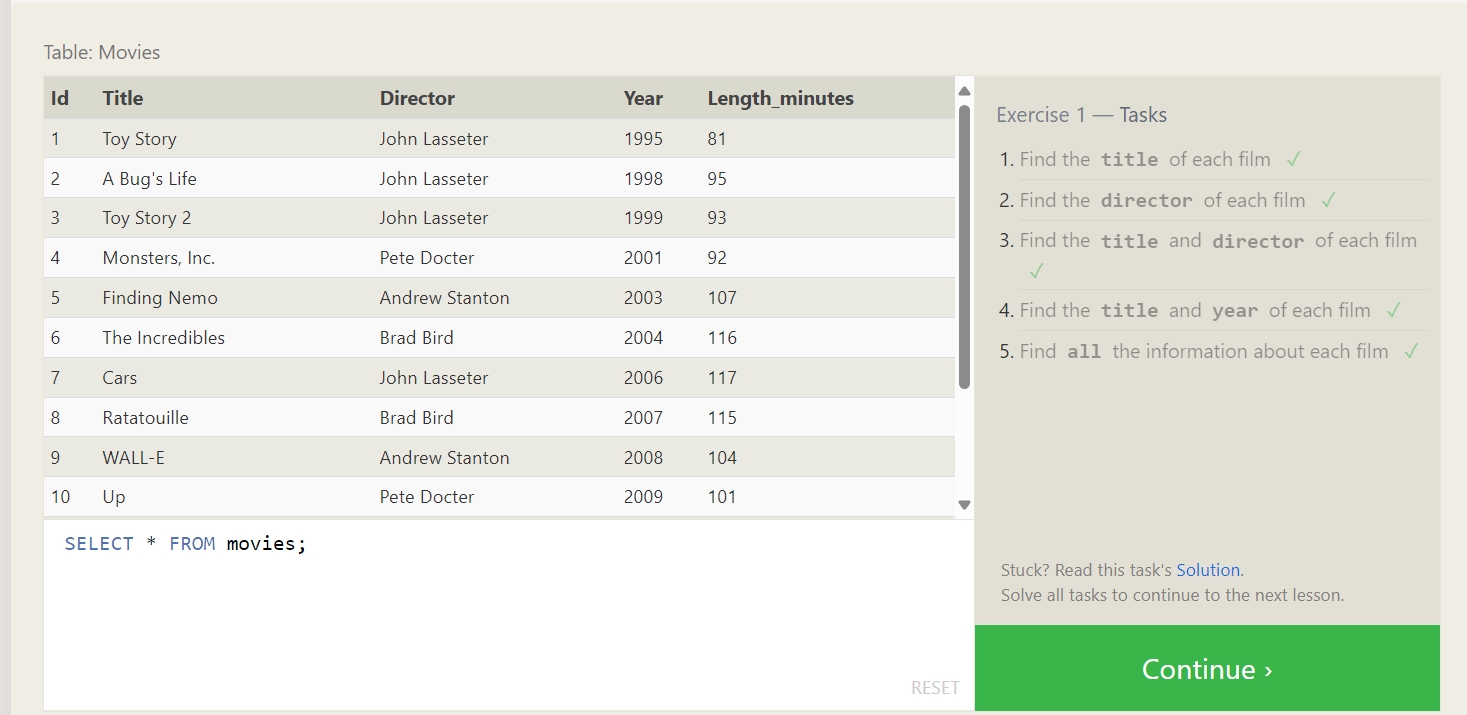 Table: Movies
Id Title Director Year Length_minutes
1 Toy Story John Lasseter 1995 81
2 A Bug's Life John Lasseter 1998 95
3 Toy Story 2 John Lasseter 1999 93
4 Monsters, Inc. Pete Docter 2001 92
5 Finding Nemo Andrew Stanton 2003 107
6 The Incredibles Brad Bird 2004 116
7 Cars John Lasseter 2006 117
8 Ratatouille Brad Bird 2007 115
9 WALL-E Andrew Stanton 2008 104
10 Up Pete Docter 2009 101
SELECT * FROM movies;
RESET
Exercise 1 — Tasks
1. Find the title of each film ✓
2. Find the director of each film ✓
3. Find the title and director of each film
✓
4. Find the title and year of each film ✓
5. Find all the information about each film ✓
Stuck? Read this task's Solution.
Solve all tasks to continue to the next lesson.
Continue ›